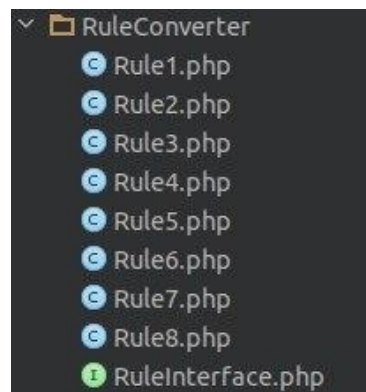 RuleConverter
C Rule1.php
C Rule2.php
C Rule3.php
C Rule4.php
C Rule5.php
C Rule6.php
C Rule7.php
C Rule8.php
I RuleInterface.php